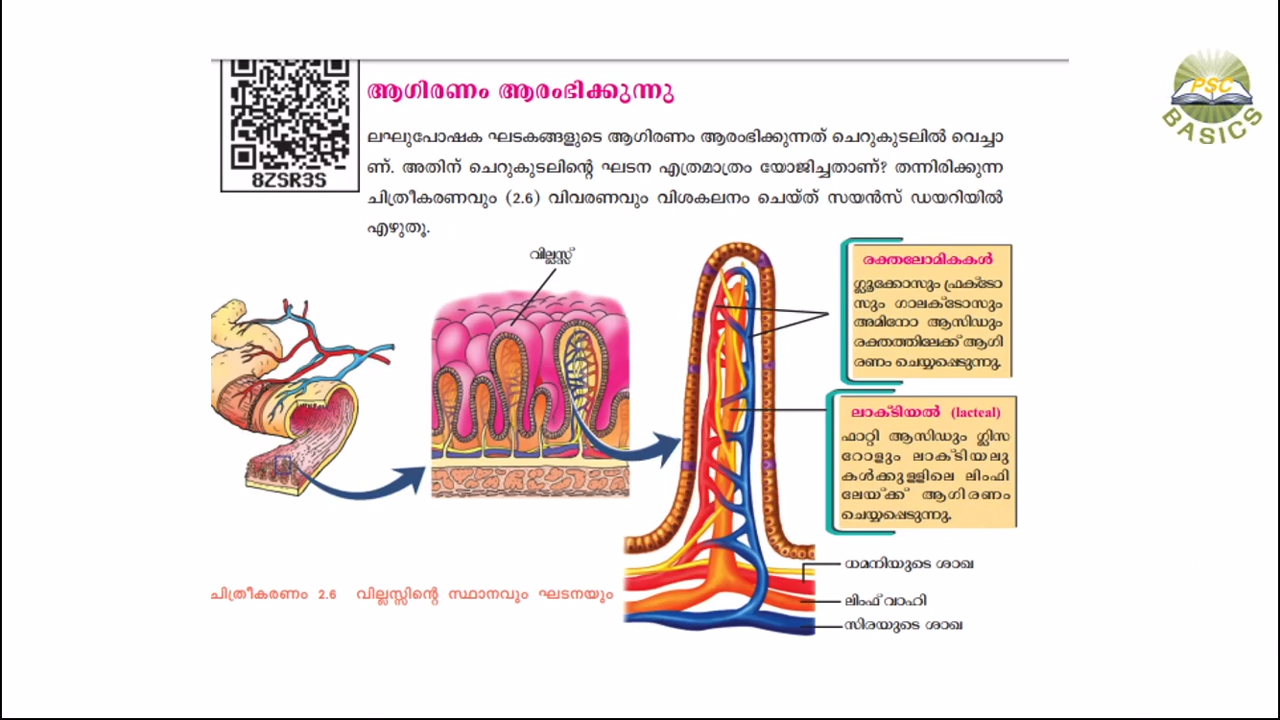 ആഗിരണം ആരംഭിക്കുന്നു
ലഘുപോഷക ഘടകങ്ങളുടെ ആഗിരണം ആരംഭിക്കുന്നത് ചെറുകുടലിൽ വെച്ചാ
ണ്. അതിന് ചെറുകുടലിന്റെ ഘടന എത്രമാത്രം യോജിച്ചതാണ്? തന്നിരിക്കുന്ന
ചിത്രീകരണവും (2.6) വിവരണവും വിശകലനം ചെയ്ത് സയൻസ് ഡയറിയിൽ
എഴുതൂ.
8ZSR3S
PSC
BASICS
വില്ലസ്സ്
രക്തലോമികകൾ
ഗ്ലൂക്കോസും ഫ്രക്ടോ
സും ഗാലക്ടോസും
അമിനോ ആസിഡും
രക്തത്തിലേക്ക് ആഗി
രണം ചെയ്യപ്പെടുന്നു.
ലാക്ടിയൽ (lacteal)
ഫാറ്റി ആസിഡും ഗ്ലിസ
റോളും ലാക്ടിയലു
കൾക്കുള്ളിലെ ലിംഫി
ലേയ്ക്ക് ആഗിരണം
ചെയ്യപ്പെടുന്നു.
ധമനിയുടെ ശാഖ
ലിംഫ് വാഹി
സിരയുടെ ശാഖ
ചിത്രീകരണം 2.6 വില്ലസ്സിന്റെ സ്ഥാനവും ഘടനയും